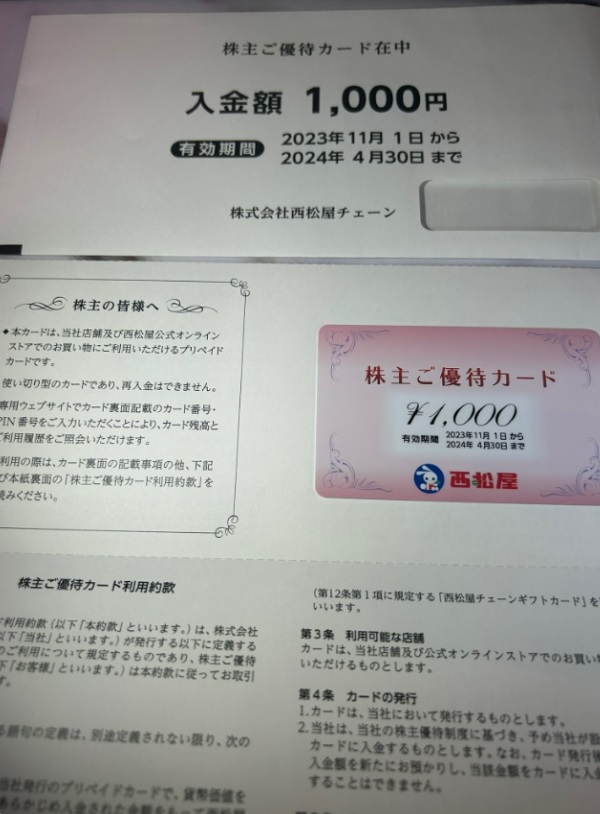 株主ご優待カード在中
入金額 1,000円
有効期間 2023年11月 1日 から
2024年 4月30日 まで
株式会社西松屋チェーン
株主の皆様へ
◆本カードは、当社店舗及び西松屋公式オンライン
ストアでのお買い物にご利用いただけるプリペイド
カードです。
使い切り型のカードであり、再入金はできません。
専用ウェブサイトでカード裏面記載のカード番号・
PIN番号をご入力いただくことにより、カード残高と
ご利用履歴をご照会いただけます。
利用の際は、カード裏面の記載事項の他、下記
び本紙裏面の「株主ご優待カード利用約款」を
読みください。
株主ご優待カード
¥1,000
有効期間 2023年11月 1日 から
2024年 4月30日 まで
西松屋
株主ご優待カード利用約款
ド利用約款(以下「本約款」といいます。)は、株式会社
以下「当社」といいます。)が発行する以下に定義する
のご利用について規定するものであり、株主ご優待
下「お客様」といいます。)は本約款に従ってお取引
す。
る語句の定義は、別途定義されない限り、次の
当社発行のプリペイドカードで、貨幣価値を
あらかじめ入金された金額をもって西松屋
(第12条第1項に規定する「西松屋チェーンギフトカード」を
いいます。
第3条 利用可能な店舗
カードは、当社店舗及び公式オンラインストアでのお買い物
いただけるものとします。
第4条 カードの発行
1.カードは、当社において発行するものとします。
2.当社は、当社の株主優待制度に基づき、予め当社が設
カードに入金するものとします。なお、カード発行後
入金額を新たにお預かりし、当該金額をカードに入金
することはできません。